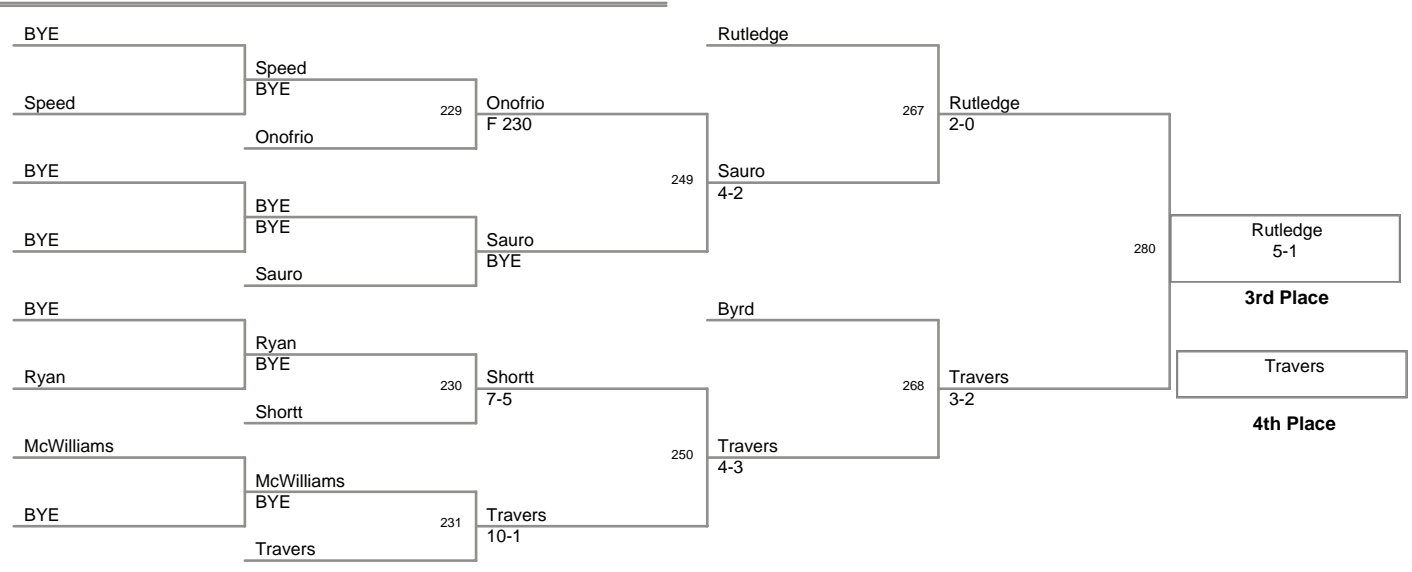 BYE
Rutledge
Speed
BYE
Speed
229
Onofrio
F 230
267
Rutledge
2-0
Onofrio
BYE
249
Sauro
4-2
BYE
BYE
BYE
Sauro
BYE
280
Rutledge
5-1
Sauro
3rd Place
BYE
Byrd
Ryan
BYE
Travers
Ryan
230
Shortt
7-5
268
Travers
3-2
Shortt
4th Place
McWilliams
250
Travers
4-3
McWilliams
BYE
BYE
231
Travers
10-1
Travers